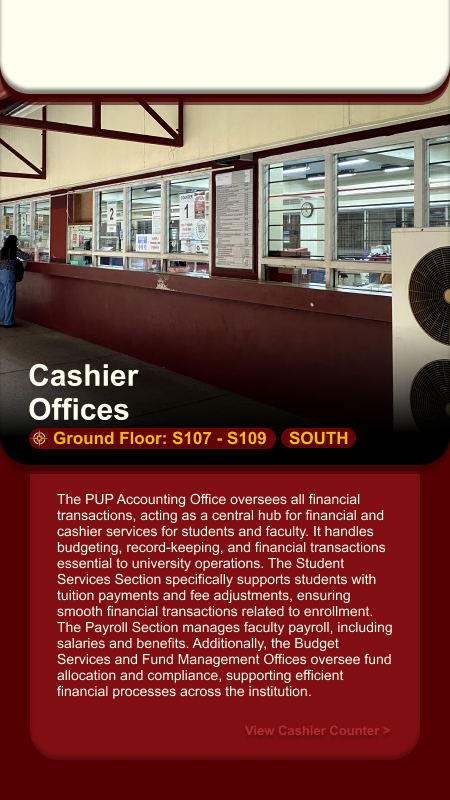 2
COUNTER
1
Cashier
Offices
Ground Floor: S107 - S109 SOUTH
The PUP Accounting Office oversees all financial
transactions, acting as a central hub for financial and
cashier services for students and faculty. It handles
budgeting, record-keeping, and financial transactions
essential to university operations. The Student
Services Section specifically supports students with
tuition payments and fee adjustments, ensuring
smooth financial transactions related to enrollment.
The Payroll Section manages faculty payroll, including
salaries and benefits. Additionally, the Budget
Services and Fund Management Offices oversee fund
allocation and compliance, supporting efficient
financial processes across the institution.
View Cashier Counter >